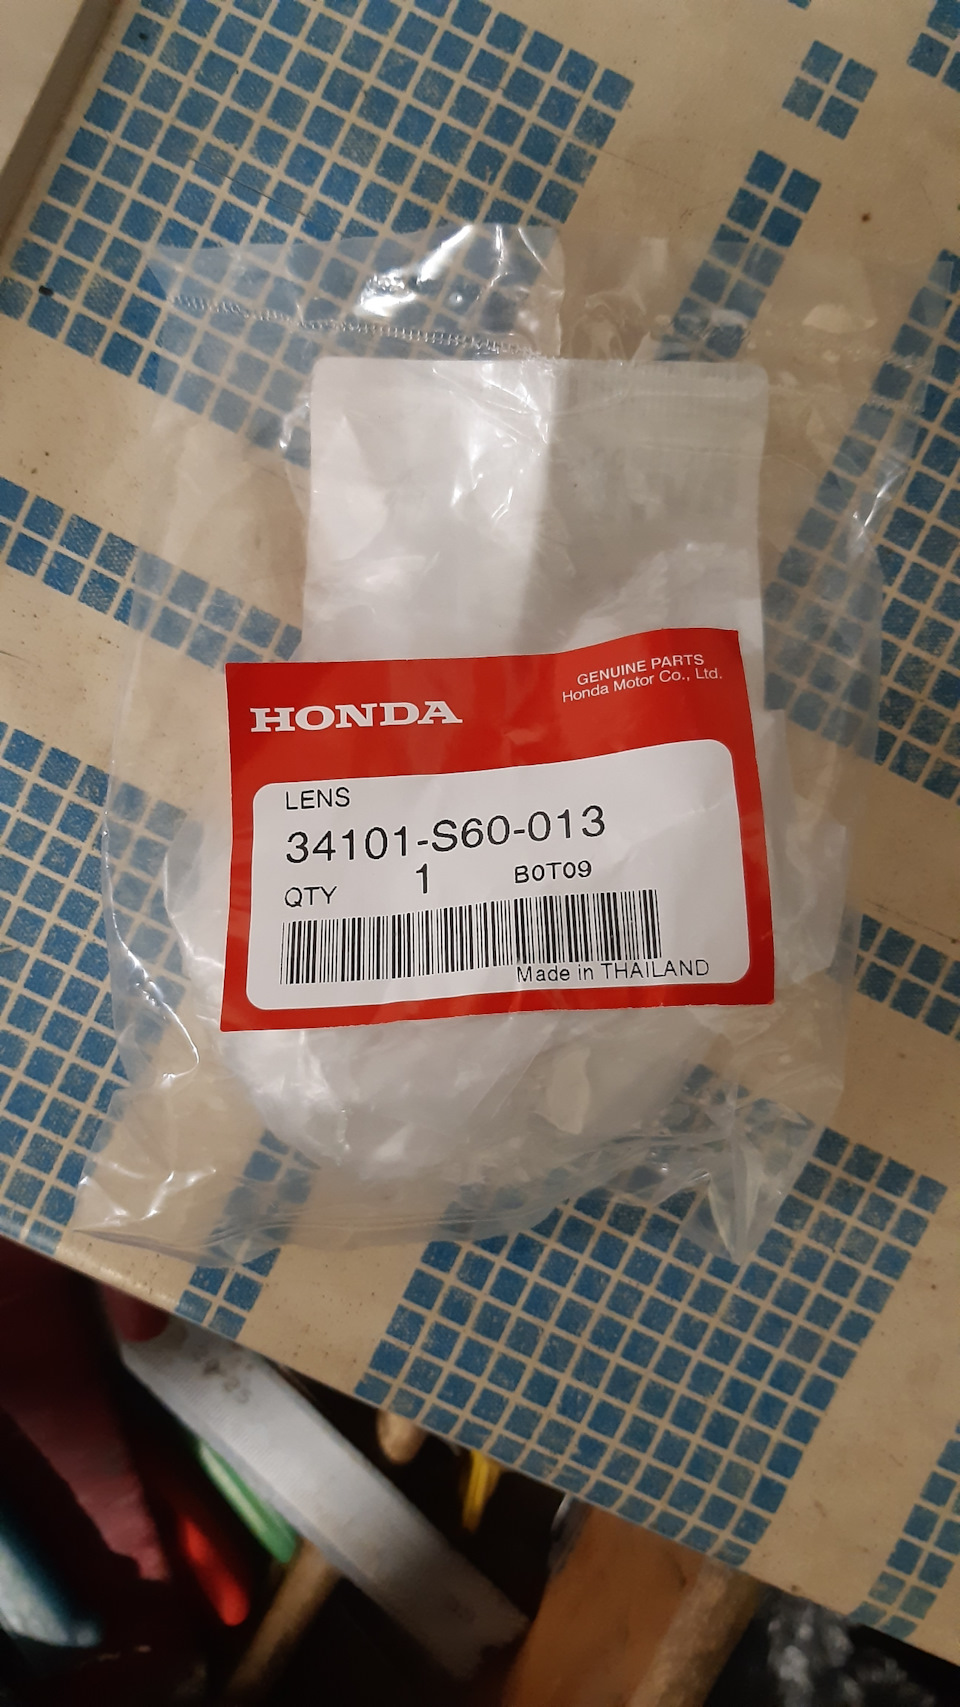 HONDA
GENUINE PARTS
Honda Motor Co., Ltd.
LENS
34101-S60-013
QTY 1 B0T09
Made in THAILAND